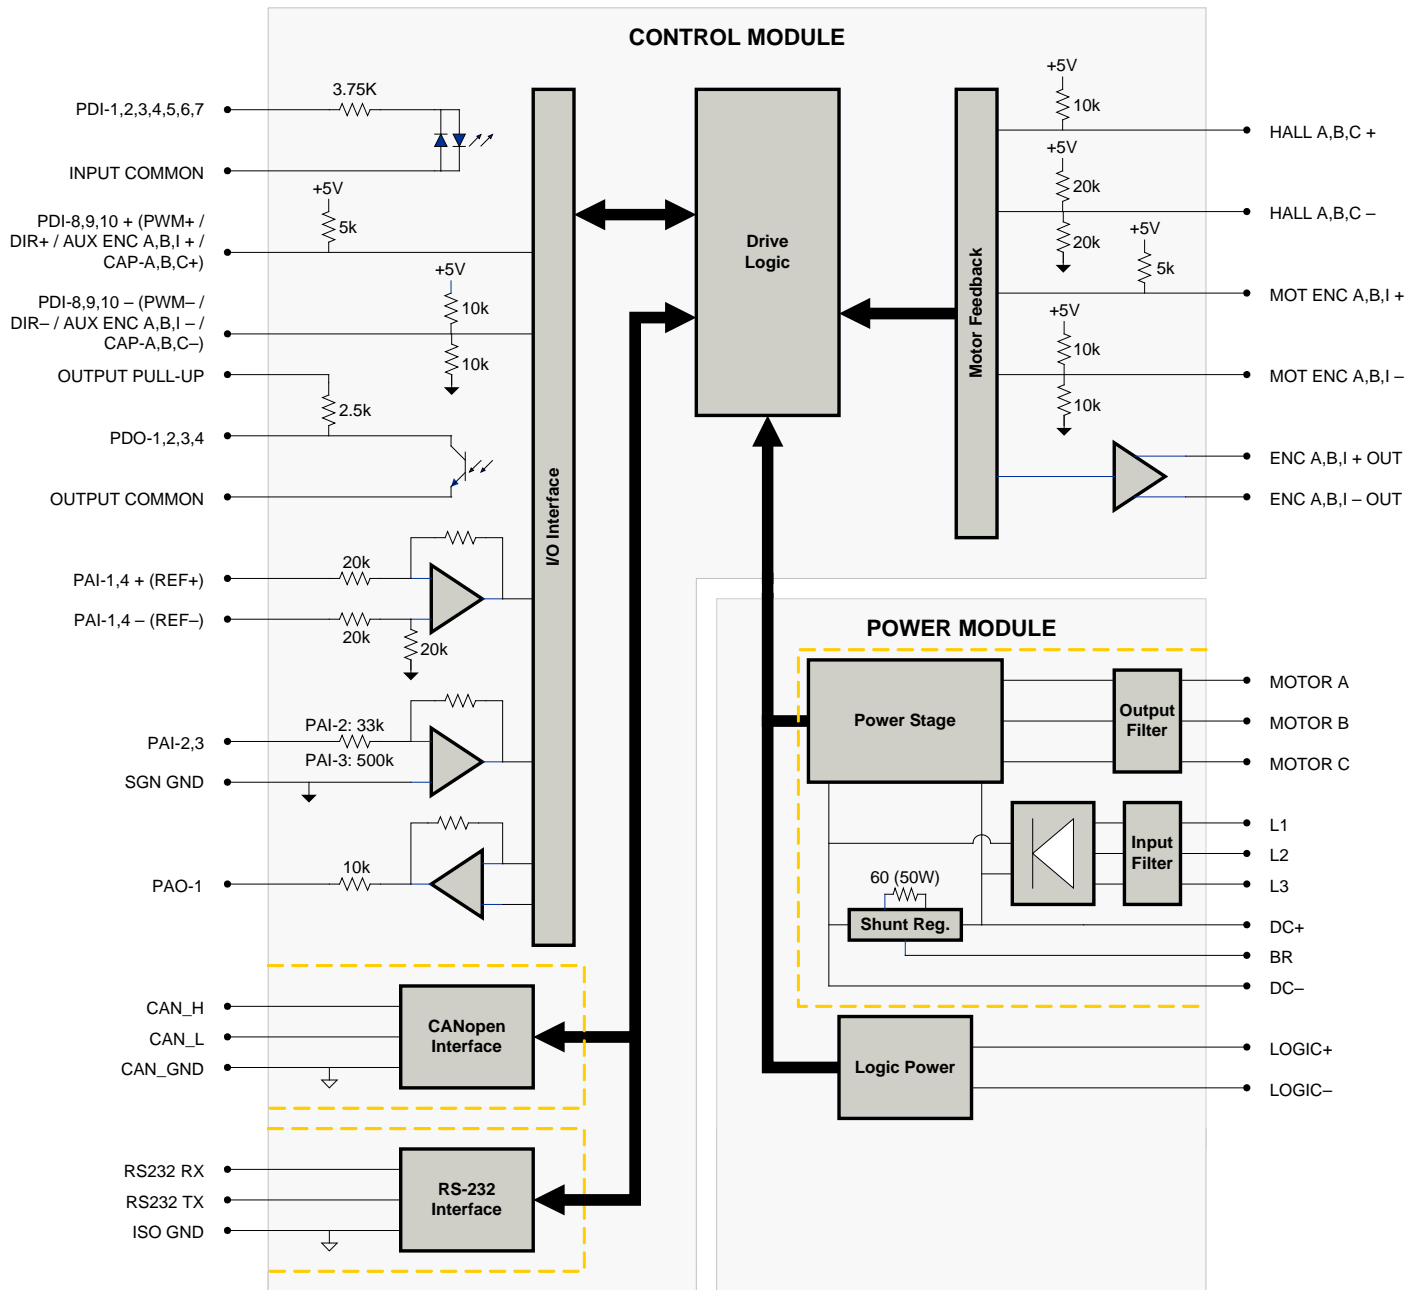 CONTROL MODULE
PDI-1,2,3,4,5,6,7
3.75K
INPUT COMMON
+5V
5k
PDI-8,9,10 + (PWM+ /
DIR+ / AUX ENC A,B,I + /
CAP-A,B,C+)
+5V
10k
PDI-8,9,10 – (PWM– /
DIR– / AUX ENC A,B,I – /
CAP-A,B,C–)
10k
OUTPUT PULL-UP
2.5k
PDO-1,2,3,4
OUTPUT COMMON
20k
PAI-1,4 + (REF+)
PAI-1,4 – (REF–)
20k
20k
PAI-2: 33k
PAI-2,3
PAI-3: 500k
SGN GND
10k
PAO-1
I/O Interface
CAN_H
CAN_L
CAN_GND
CANopen
Interface
RS232 RX
RS232 TX
ISO GND
RS-232
Interface
Drive
Logic
Motor Feedback
+5V
10k
HALL A,B,C +
+5V
20k
HALL A,B,C –
20k
+5V
5k
MOT ENC A,B,I +
+5V
10k
MOT ENC A,B,I –
10k
ENC A,B,I + OUT
ENC A,B,I – OUT
POWER MODULE
Power Stage
Output
Filter
MOTOR A
MOTOR B
MOTOR C
Input
Filter
L1
L2
L3
60 (50W)
Shunt Reg.
DC+
BR
DC–
Logic Power
LOGIC+
LOGIC–